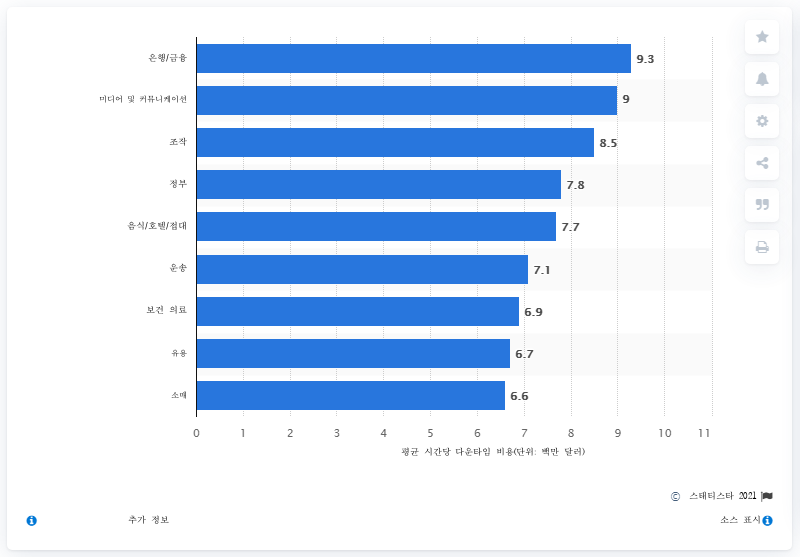 은행/금융
9.3
미디어 및 커뮤니케이션
9
조작
8.5
정부
7.8
음식/호텔/접대
7.7
운송
7.1
보건 의료
6.9
유용
6.7
소매
6.6
0 1 2 3 4 5 6 7 8 9 10 11
평균 시간당 다운타임 비용(단위: 백만 달러)
© 스태티스타 2021
추가 정보
소스 표시